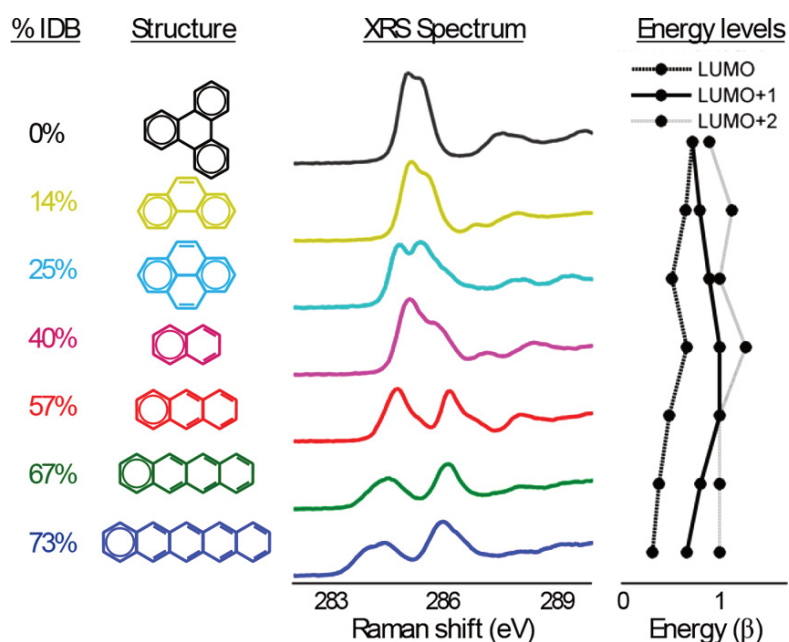 % IDB Structure XRS Spectrum Energy levels
LUMO
LUMO+1
LUMO+2
0%
14%
25%
40%
57%
67%
73%
283 286 289 0 1
Raman shift (eV) Energy (β)